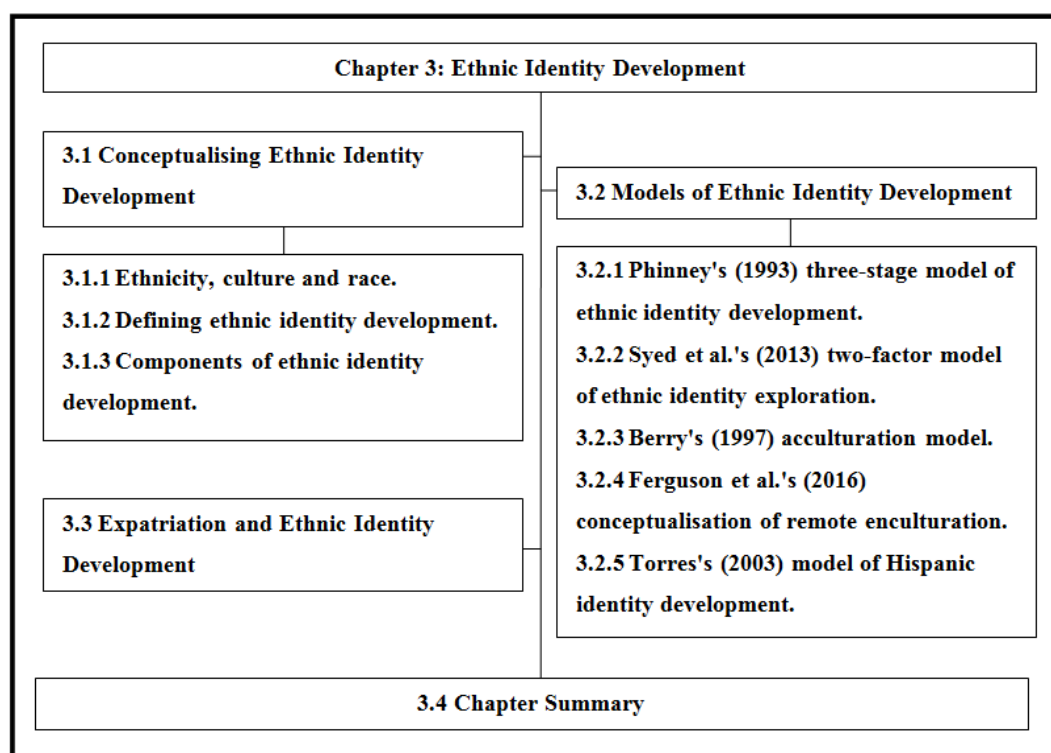 Chapter 3: Ethnic Identity Development
3.1 Conceptualising Ethnic Identity
Development
3.1.1 Ethnicity, culture and race.
3.1.2 Defining ethnic identity development.
3.1.3 Components of ethnic identity
development.
3.2 Models of Ethnic Identity Development
3.2.1 Phinney's (1993) three-stage model of
ethnic identity development.
3.2.2 Syed et al.'s (2013) two-factor model
of ethnic identity exploration.
3.2.3 Berry's (1997) acculturation model.
3.2.4 Ferguson et al.'s (2016)
conceptualisation of remote enculturation.
3.2.5 Torres's (2003) model of Hispanic
identity development.
3.3 Expatriation and Ethnic Identity
Development
3.4 Chapter Summary